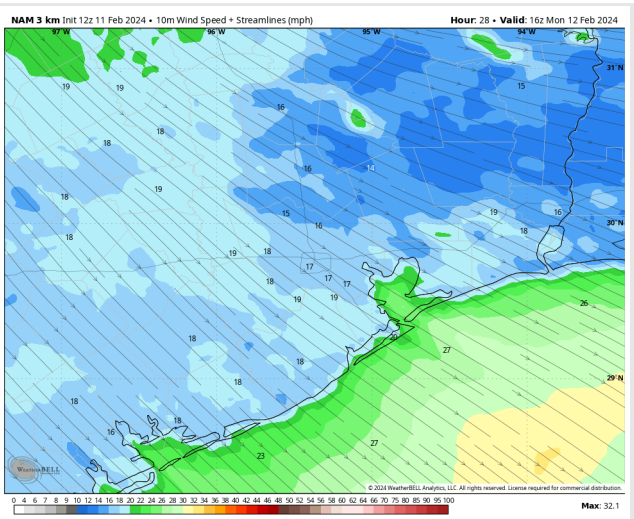 NAM 3 km Init 12z 11 Feb 2024 • 10m Wind Speed + Streamlines (mph) Hour: 28 • Valid: 16z Mon 12 Feb 2024
97°W 96°W 95°W 94°W
31°N
19 19 15
16
18 18
16 14
18 19
15 19 16
16 18 30°N
18
19 18
17
18 17 17
19 19
26
18 20
27
18 29°N
18
18
18
16
27
23
WeatherBELL
© 2024 WeatherBELL Analytics, LLC. All rights reserved. License required for commercial distribution.
0 4 6 7 8 9 10 12 14 16 18 20 22 24 26 28 30 32 34 36 38 40 42 44 46 48 50 52 54 56 58 60 62 64 66 68 70 75 80 85 90 95 100
Max: 32.1